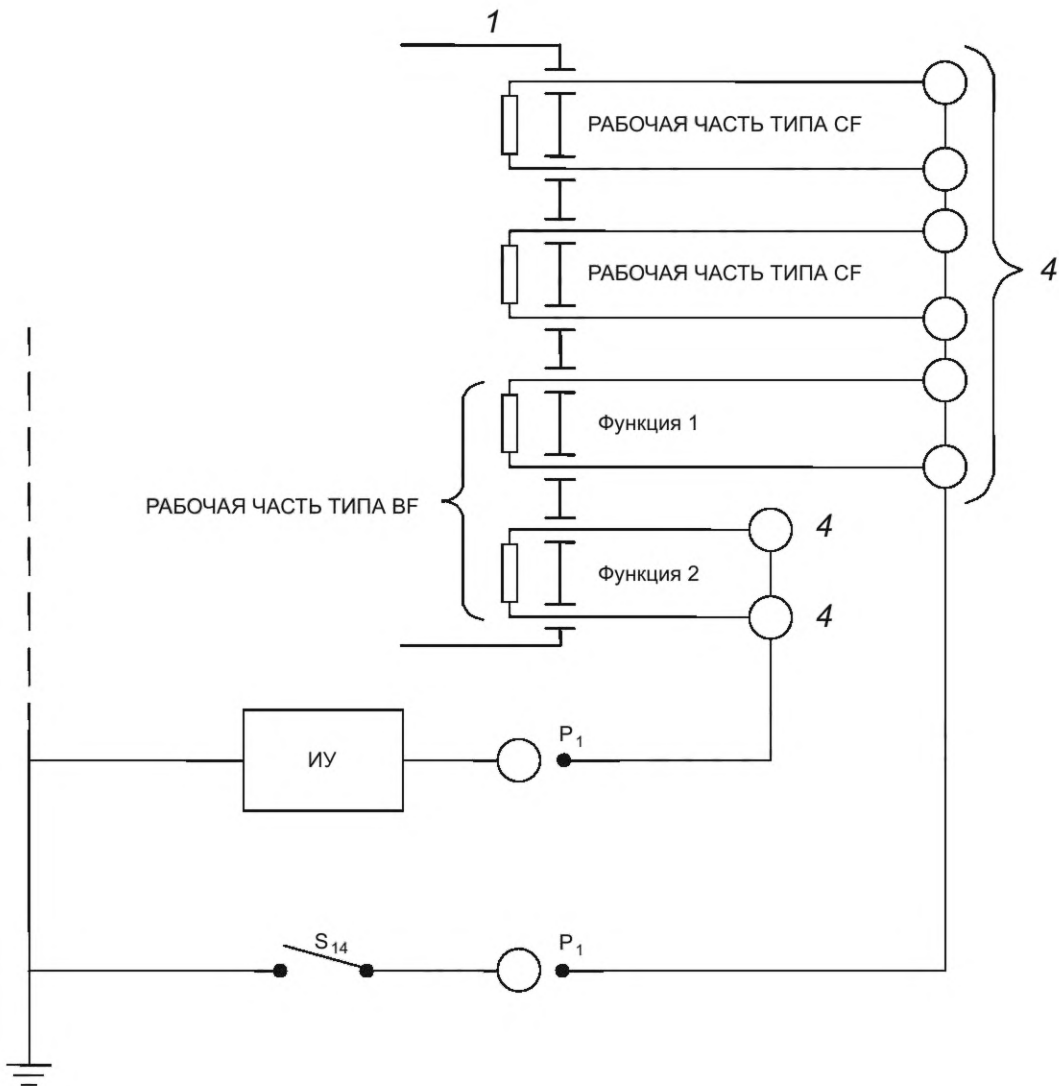 1
РАБОЧАЯ ЧАСТЬ ТИПА CF
РАБОЧАЯ ЧАСТЬ ТИПА CF
4
Функция 1
РАБОЧАЯ ЧАСТЬ ТИПА BF
4
Функция 2
4
P1
ИУ
S14
P1